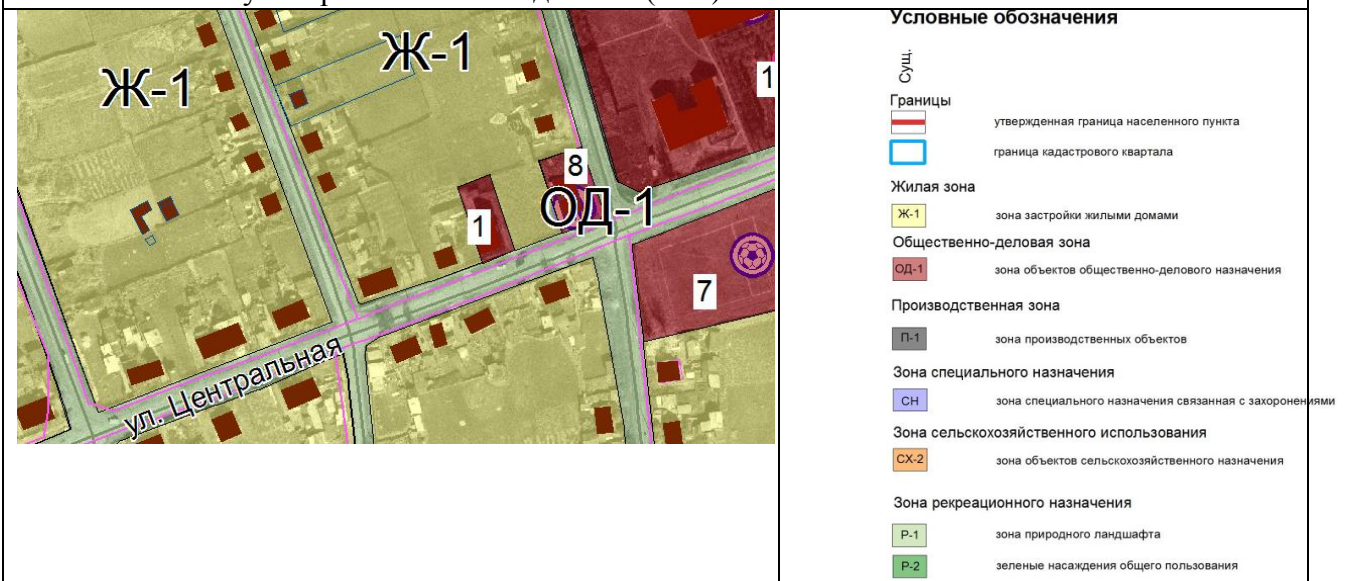 Ж-1
Ж-1
1
8
ОД-1
1
7
ул. Центральная
Условные обозначения
Сущ.
Границы
утвержденная граница населенного пункта
граница кадастрового квартала
Жилая зона
Ж-1 зона застройки жилыми домами
Общественно-деловая зона
ОД-1 зона объектов общественно-делового назначения
Производственная зона
П-1 зона производственных объектов
Зона специального назначения
СН зона специального назначения связанная с захоронениями
Зона сельскохозяйственного использования
СХ-2 зона объектов сельскохозяйственного назначения
Зона рекреационного назначения
Р-1 зона природного ландшафта
Р-2 зеленые насаждения общего пользования